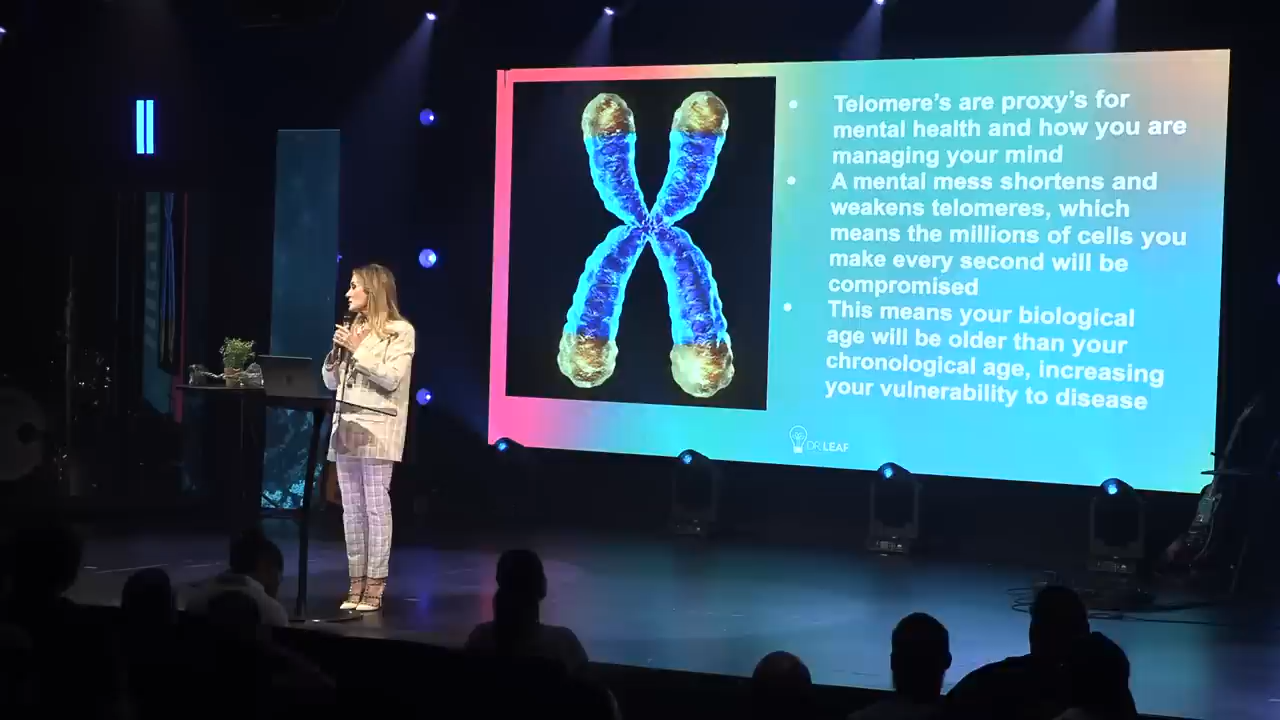 • Telomere's are proxy's for
mental health and how you are
managing your mind
• A mental mess shortens and
weakens telomeres, which
means the millions of cells you
make every second will be
compromised
• This means your biological
age will be older than your
chronological age, increasing
your vulnerability to disease
DR LEAF